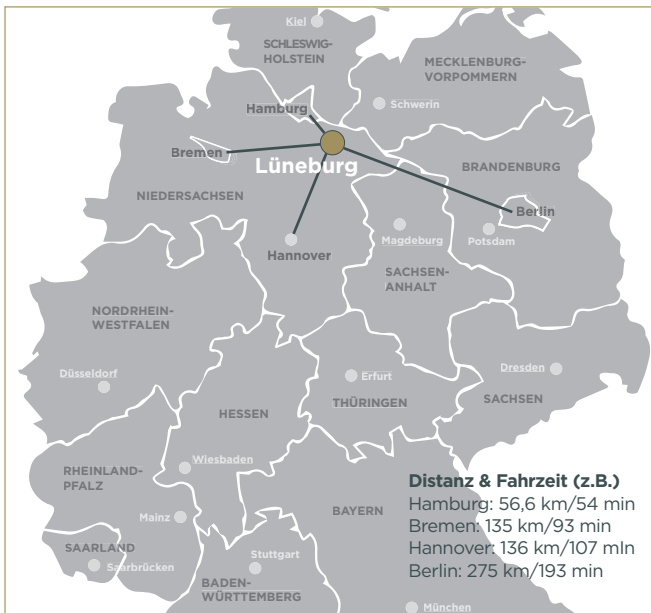 Kiel
SCHLESWIG-
HOLSTEIN
MECKLENBURG-
VORPOMMERN
Hamburg
Schwerin
Bremen
Lüneburg
BRANDENBURG
NIEDERSACHSEN
Berlin
Magdeburg
Potsdam
Hannover
SACHSEN-
ANHALT
NORDRHEIN-
WESTFALEN
Düsseldorf
Erfurt
Dresden
HESSEN
THÜRINGEN
SACHSEN
Wiesbaden
RHEINLAND-
PFALZ
Mainz
BAYERN
SAARLAND
Saarbrücken
Stuttgart
BADEN-
WÜRTTEMBERG
München
Distanz & Fahrzeit (z.B.)
Hamburg: 56,6 km/54 min
Bremen: 135 km/93 min
Hannover: 136 km/107 mln
Berlin: 275 km/193 min